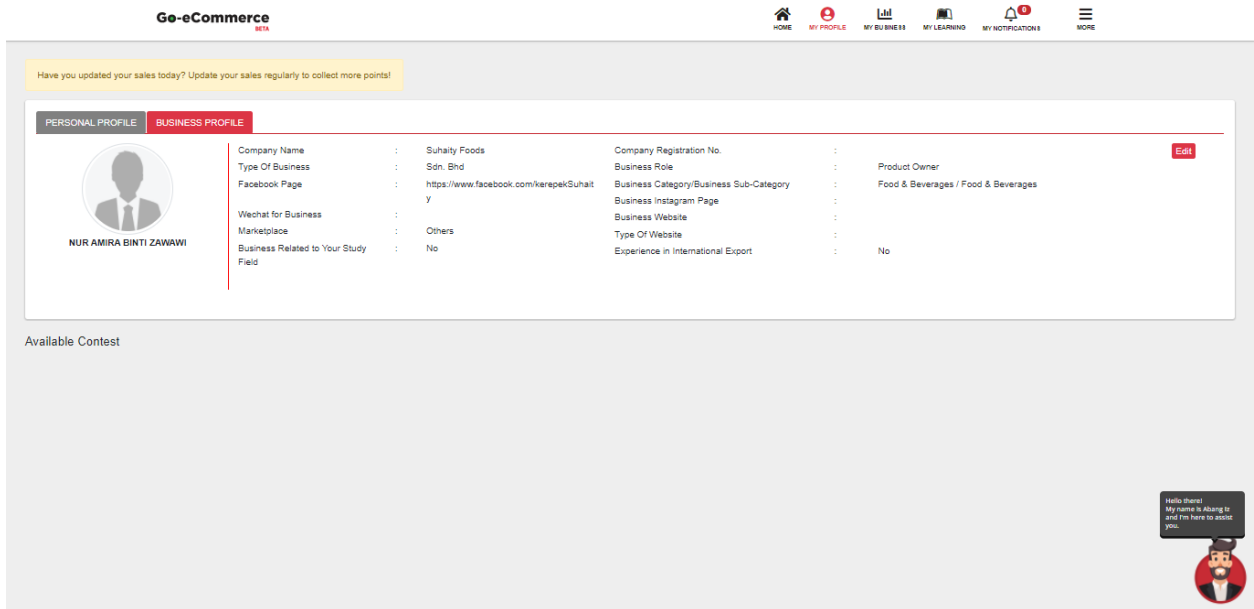 Go-eCommerce
BETA
HOME
MY PROFILE
MY BUSINESS
MY LEARNING
0
MY NOTIFICATIONS
MORE
Have you updated your sales today? Update your sales regularly to collect more points!
PERSONAL PROFILE
BUSINESS PROFILE
NUR AMIRA BINTI ZAWAWI
Company Name : Suhaity Foods
Type Of Business : Sdn. Bhd
Facebook Page : https://www.facebook.com/kerepekSuhait
y
Wechat for Business :
Marketplace : Others
Business Related to Your Study : No
Field
Company Registration No. :
Business Role : Product Owner
Business Category/Business Sub-Category : Food & Beverages / Food & Beverages
Business Instagram Page :
Business Website :
Type Of Website :
Experience in International Export : No
Edit
Available Contest
Hello there!
My name is Abang Iz
and I'm here to assist
you.